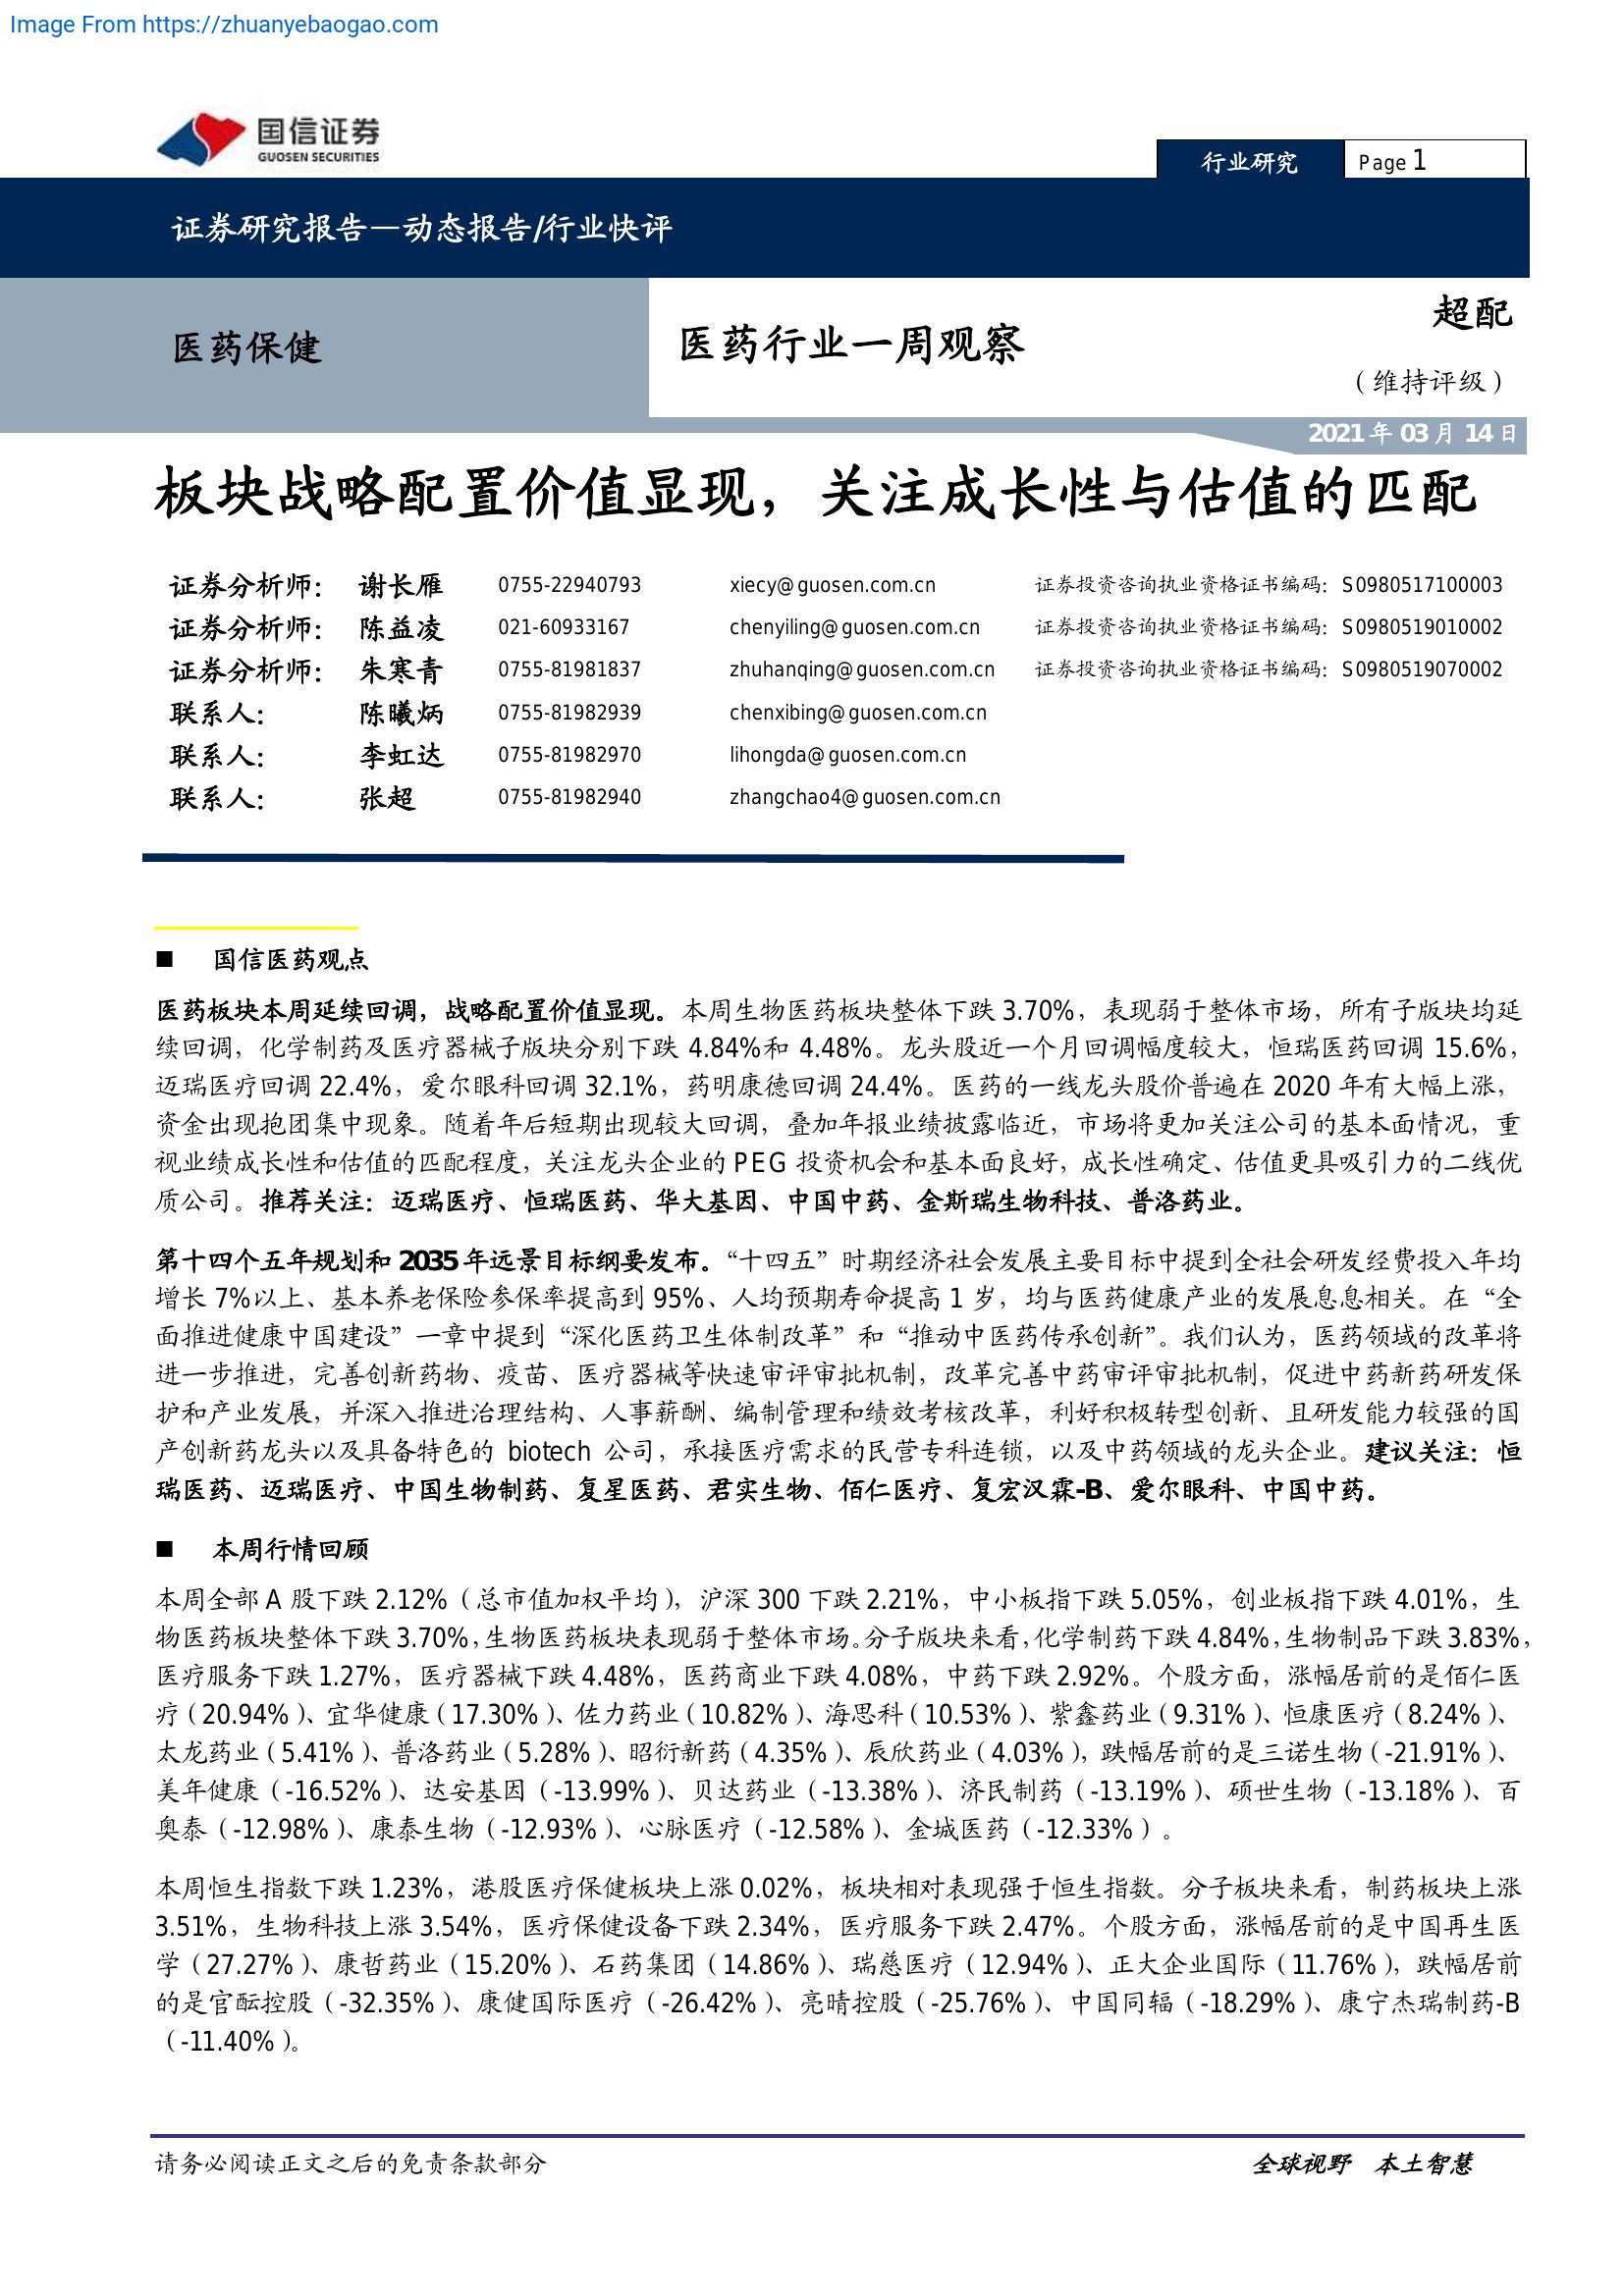 Image From https://zhuanyebaogao.com
国信证券
GUOSEN SECURITIES
行业研究
Page 1
证券研究报告—动态报告/行业快评
医药保健
医药行业一周观察
超配
（维持评级）
2021 年 03 月 14 日
板块战略配置价值显现，关注成长性与估值的匹配
证券分析师： 谢长雁 0755-22940793 xiecy@guosen.com.cn 证券投资咨询执业资格证书编码：S0980517100003
证券分析师： 陈益凌 021-60933167 chenyiling@guosen.com.cn 证券投资咨询执业资格证书编码：S0980519010002
证券分析师： 朱寒青 0755-81981837 zhuhanqing@guosen.com.cn 证券投资咨询执业资格证书编码：S0980519070002
联系人： 陈曦炳 0755-81982939 chenxibing@guosen.com.cn
联系人： 李虹达 0755-81982970 lihongda@guosen.com.cn
联系人： 张超 0755-81982940 zhangchao4@guosen.com.cn
■ 国信医药观点
医药板块本周延续回调，战略配置价值显现。本周生物医药板块整体下跌 3.70%，表现弱于整体市场，所有子版块均延
续回调，化学制药及医疗器械子版块分别下跌 4.84%和 4.48%。龙头股近一个月回调幅度较大，恒瑞医药回调 15.6%，
迈瑞医疗回调 22.4%，爱尔眼科回调 32.1%，药明康德回调 24.4%。医药的一线龙头股价普遍在 2020 年有大幅上涨，
资金出现抱团集中现象。随着年后短期出现较大回调，叠加年报业绩披露临近，市场将更加关注公司的基本面情况，重
视业绩成长性和估值的匹配程度，关注龙头企业的 PEG 投资机会和基本面良好，成长性确定、估值更具吸引力的二线优
质公司。推荐关注：迈瑞医疗、恒瑞医药、华大基因、中国中药、金斯瑞生物科技、普洛药业。
第十四个五年规划和 2035 年远景目标纲要发布。“十四五”时期经济社会发展主要目标中提到全社会研发经费投入年均
增长 7%以上、基本养老保险参保率提高到 95%、人均预期寿命提高 1 岁，均与医药健康产业的发展息息相关。在“全
面推进健康中国建设”一章中提到“深化医药卫生体制改革”和“推动中医药传承创新”。我们认为，医药领域的改革将
进一步推进，完善创新药物、疫苗、医疗器械等快速审评审批机制，改革完善中药审评审批机制，促进中药新药研发保
护和产业发展，并深入推进治理结构、人事薪酬、编制管理和绩效考核改革，利好积极转型创新、且研发能力较强的国
产创新药龙头以及具备特色的 biotech 公司，承接医疗需求的民营专科连锁，以及中药领域的龙头企业。建议关注：恒
瑞医药、迈瑞医疗、中国生物制药、复星医药、君实生物、佰仁医疗、复宏汉霖-B、爱尔眼科、中国中药。
■ 本周行情回顾
本周全部 A 股下跌 2.12%（总市值加权平均），沪深 300 下跌 2.21%，中小板指下跌 5.05%，创业板指下跌 4.01%，生
物医药板块整体下跌 3.70%，生物医药板块表现弱于整体市场。分子版块来看，化学制药下跌 4.84%，生物制品下跌 3.83%，
医疗服务下跌 1.27%，医疗器械下跌 4.48%，医药商业下跌 4.08%，中药下跌 2.92%。个股方面，涨幅居前的是佰仁医
疗（20.94%）、宜华健康（17.30%）、佐力药业（10.82%）、海思科（10.53%）、紫鑫药业（9.31%）、恒康医疗（8.24%）、
太龙药业（5.41%）、普洛药业（5.28%）、昭衍新药（4.35%）、辰欣药业（4.03%），跌幅居前的是三诺生物（-21.91%）、
美年健康（-16.52%）、达安基因（-13.99%）、贝达药业（-13.38%）、济民制药（-13.19%）、硕世生物（-13.18%）、百
奥泰（-12.98%）、康泰生物（-12.93%）、心脉医疗（-12.58%）、金城医药（-12.33%）。
本周恒生指数下跌 1.23%，港股医疗保健板块上涨 0.02%，板块相对表现强于恒生指数。分子板块来看，制药板块上涨
3.51%，生物科技上涨 3.54%，医疗保健设备下跌 2.34%，医疗服务下跌 2.47%。个股方面，涨幅居前的是中国再生医
学（27.27%）、康哲药业（15.20%）、石药集团（14.86%）、瑞慈医疗（12.94%）、正大企业国际（11.76%），跌幅居前
的是官酝控股（-32.35%）、康健国际医疗（-26.42%）、亮晴控股（-25.76%）、中国同辐（-18.29%）、康宁杰瑞制药-B
（-11.40%）。
请务必阅读正文之后的免责条款部分
全球视野 本土智慧